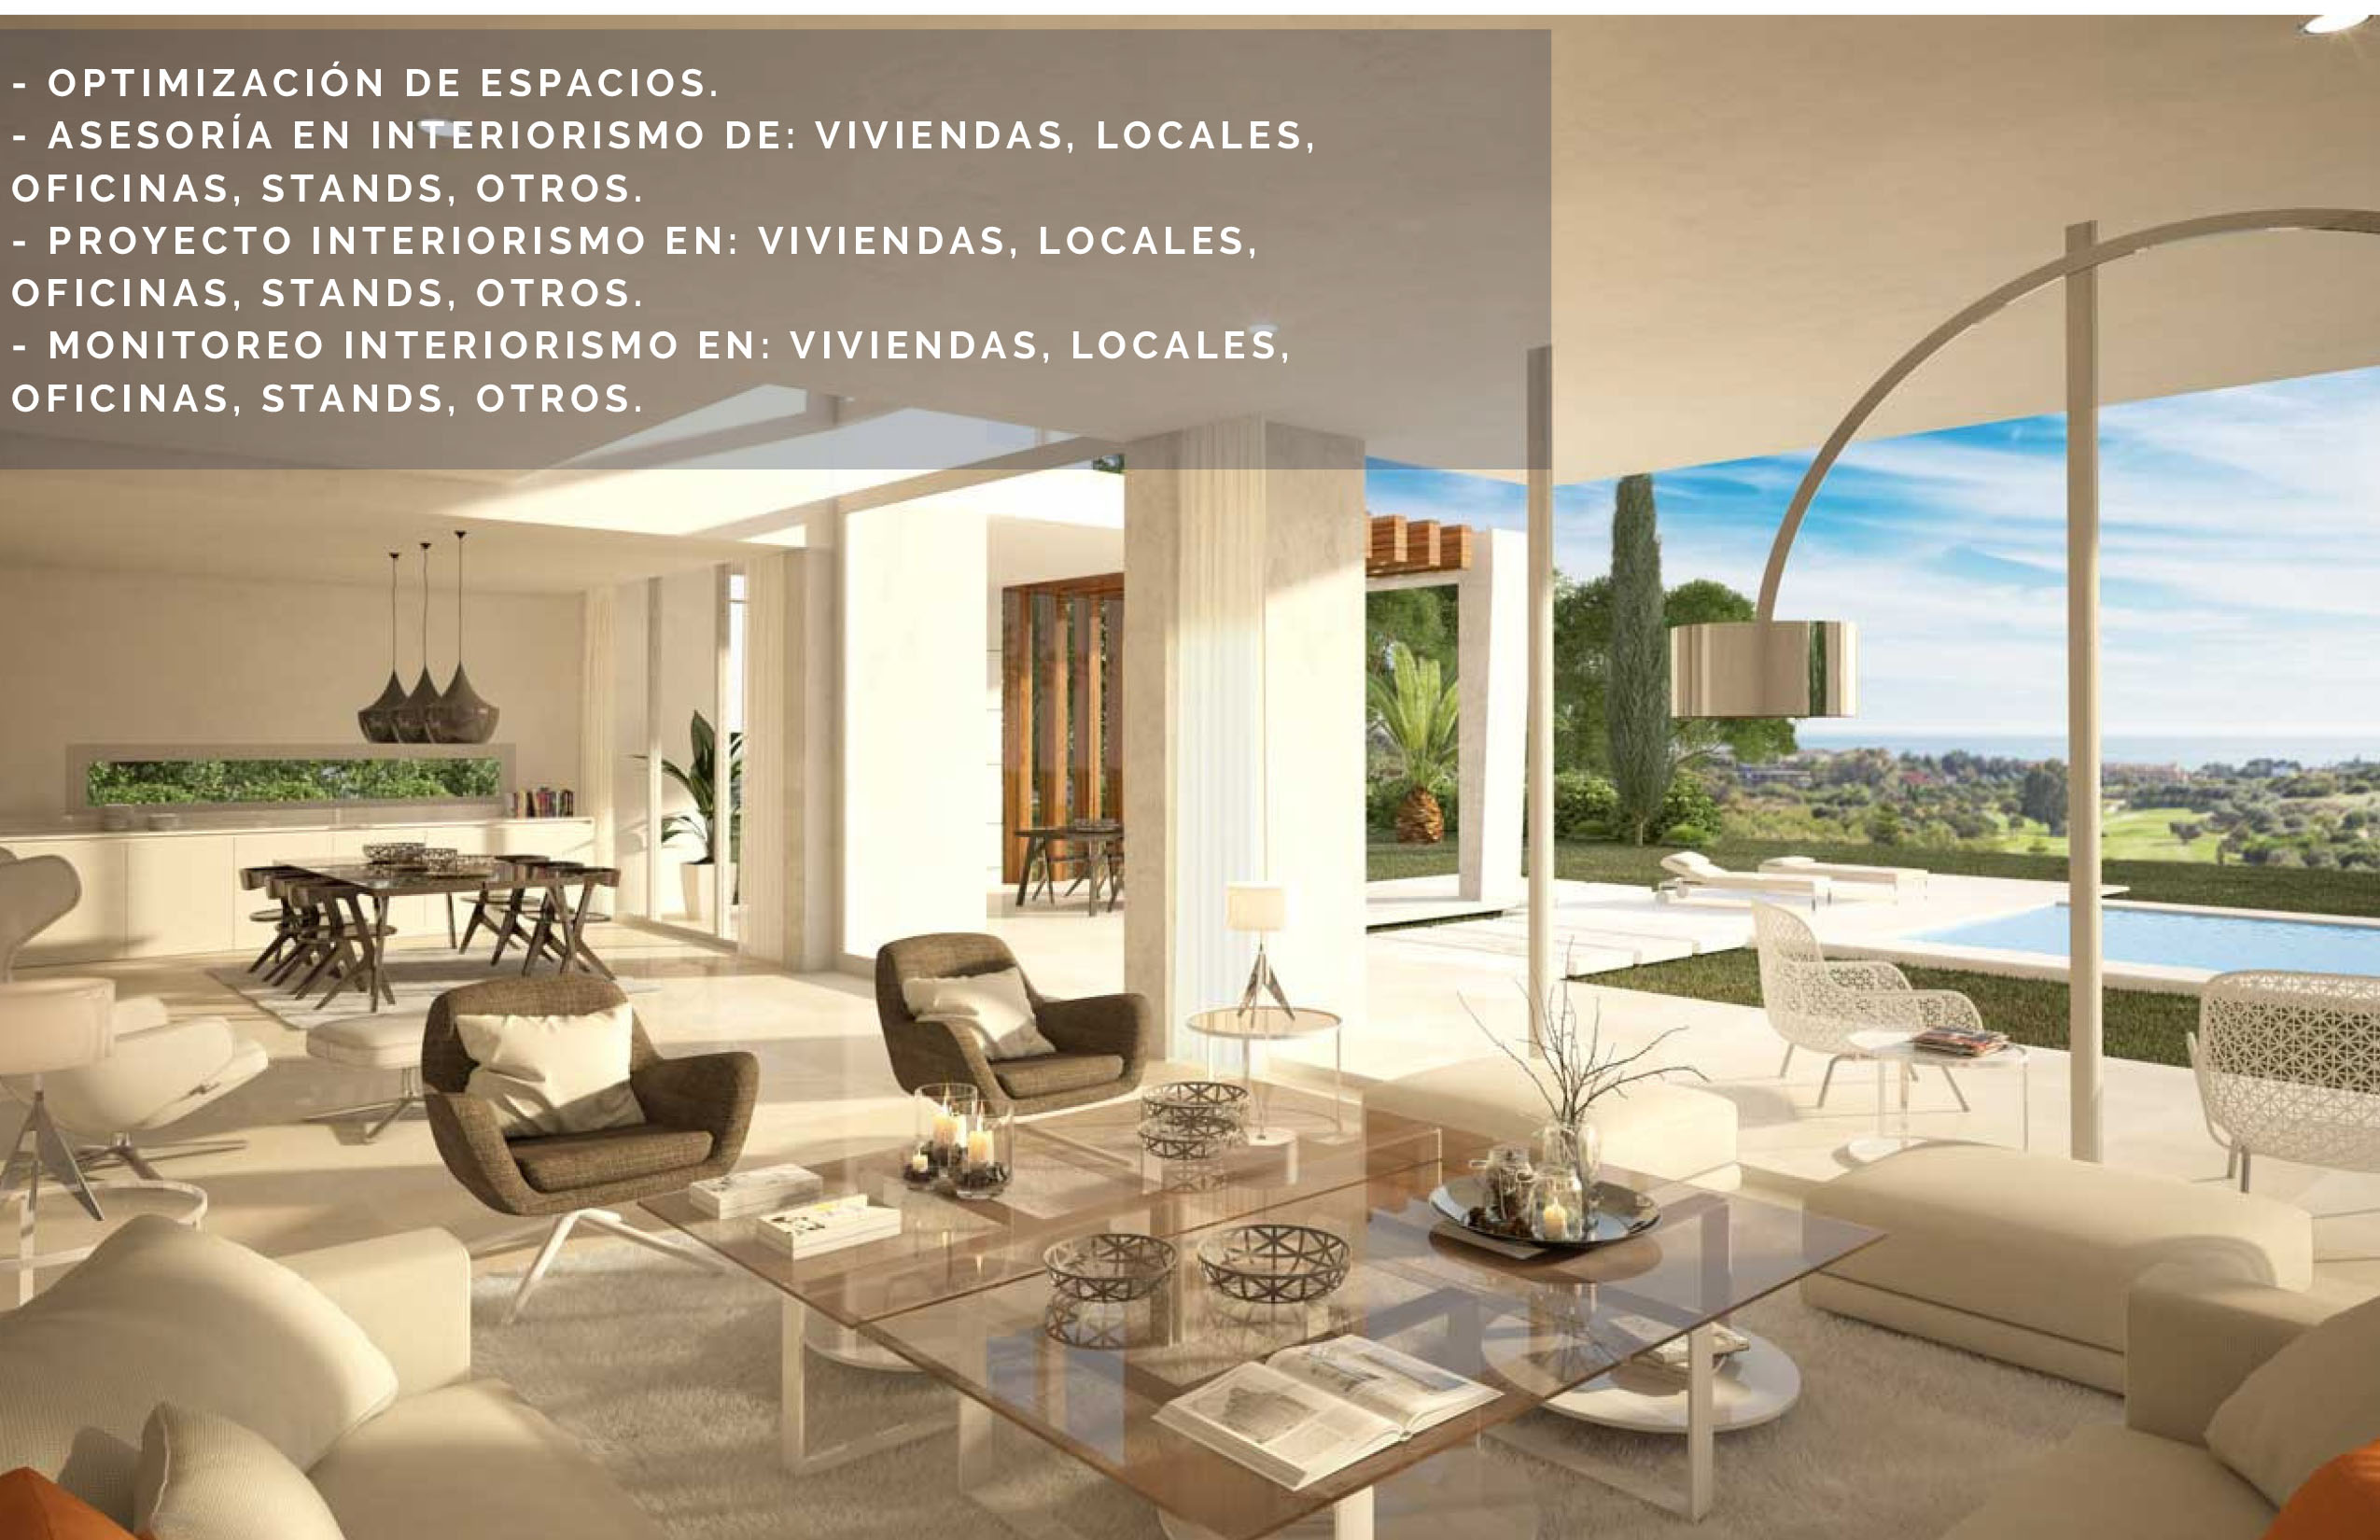 - OPTIMIZACIÓN DE ESPACIOS.
- ASESORÍA EN INTERIORISMO DE: VIVIENDAS, LOCALES,
OFICINAS, STANDS, OTROS.
- PROYECTO INTERIORISMO EN: VIVIENDAS, LOCALES,
OFICINAS, STANDS, OTROS.
- MONITOREO INTERIORISMO EN: VIVIENDAS, LOCALES,
OFICINAS, STANDS, OTROS.